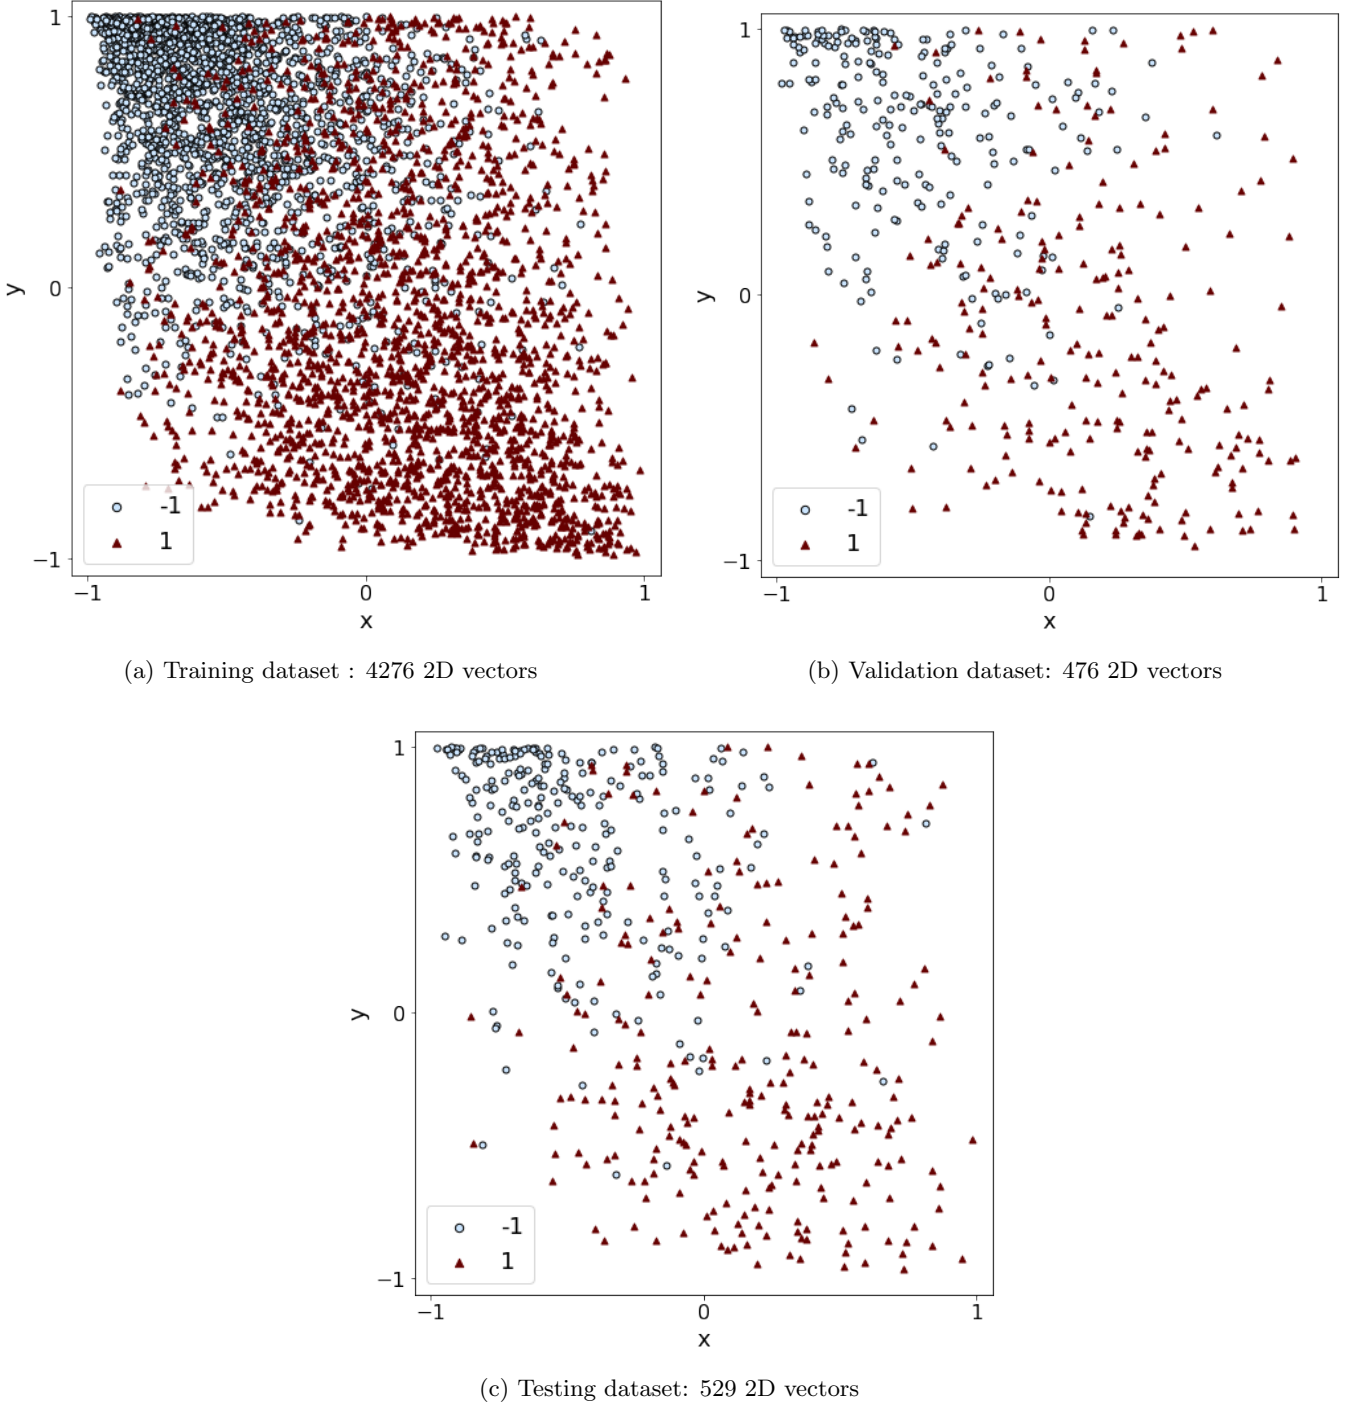 1
y
0
−1
-1
1
−1
0
1
x
(a) Training dataset : 4276 2D vectors
1
y
0
−1
-1
1
−1
0
1
x
(b) Validation dataset: 476 2D vectors
1
y
0
−1
-1
1
−1
0
1
x
(c) Testing dataset: 529 2D vectors